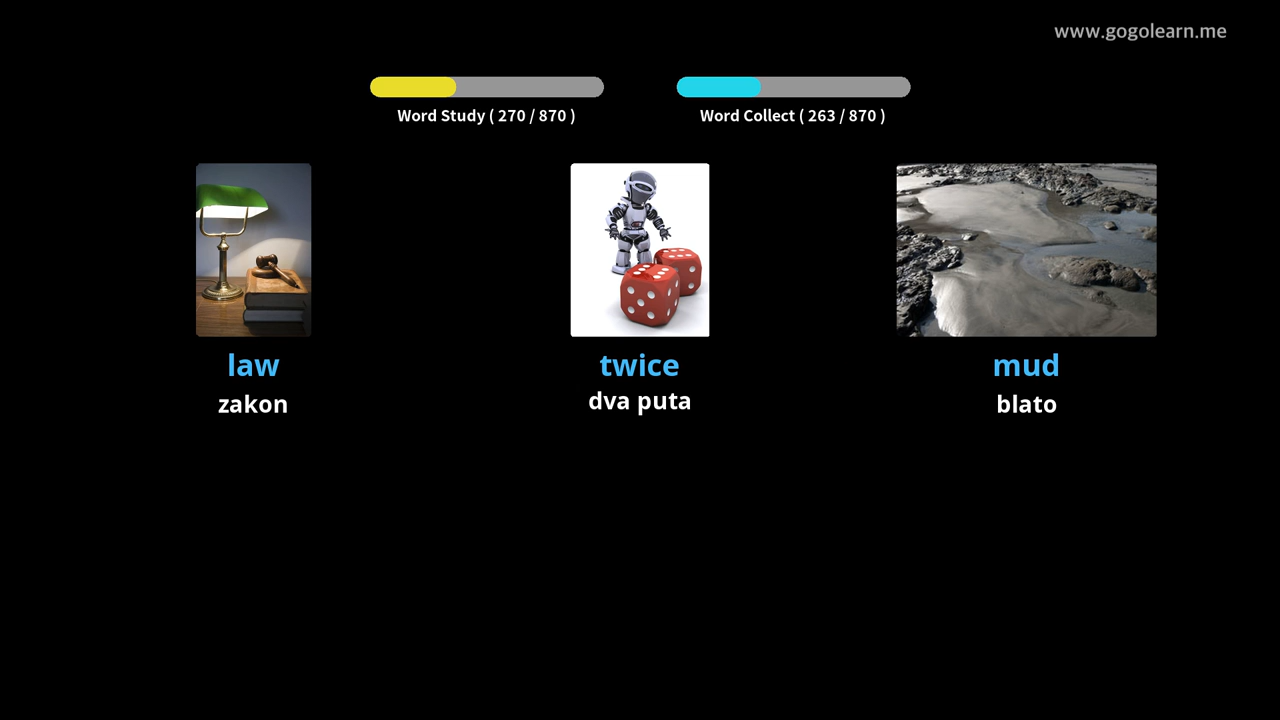 www.gogolearn.me
Word Study ( 270 / 870 )
Word Collect ( 263 / 870 )
law
zakon
twice
dva puta
mud
blato